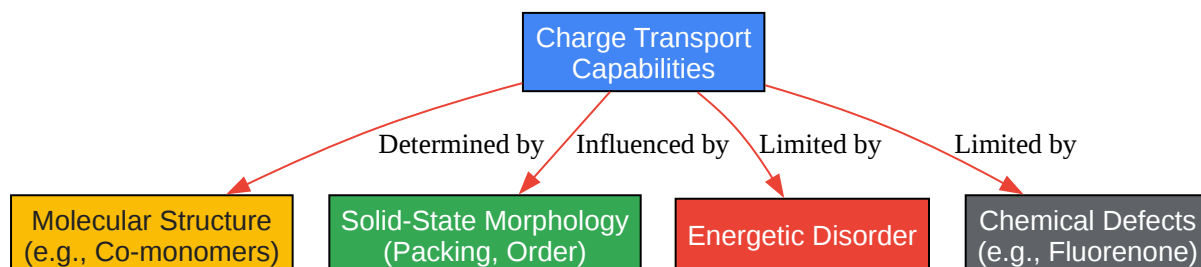 Charge Transport
Capabilities
Determined by
Influenced by
Limited by
Limited by
Molecular Structure
(e.g., Co-monomers)
Solid-State Morphology
(Packing, Order)
Energetic Disorder
Chemical Defects
(e.g., Fluorenone)